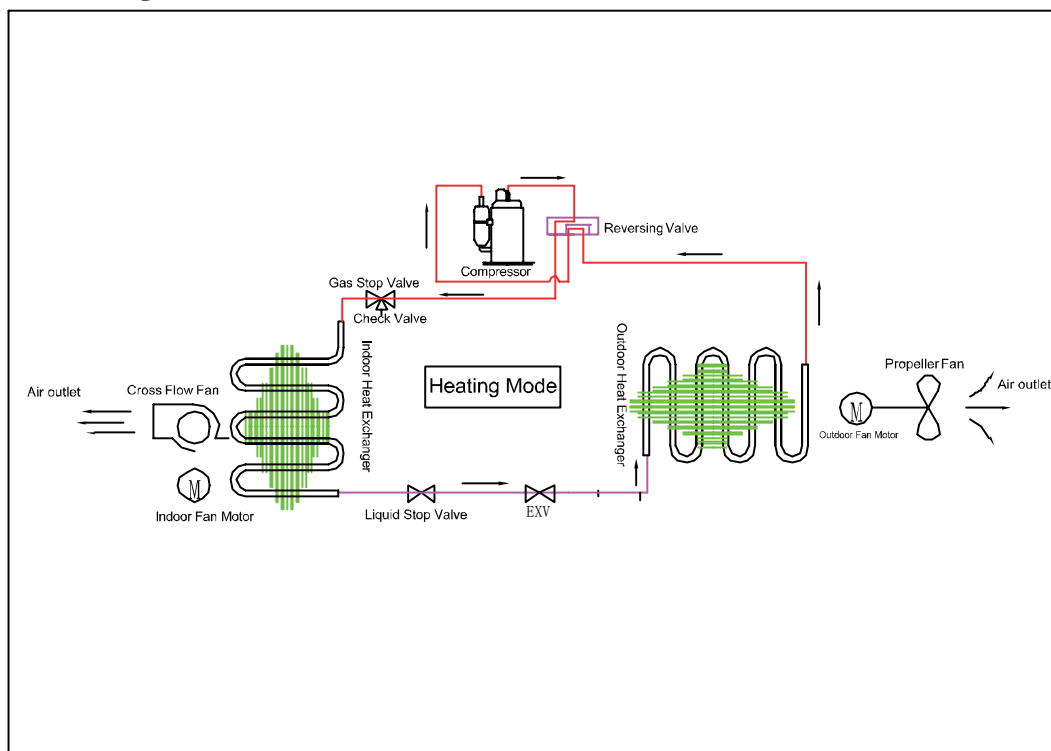 Compressor
Reversing Valve
Gas Stop Valve
Check Valve
Indoor Heat Exchanger
Outdoor Heat Exchanger
Heating Mode
Air outlet
Cross Flow Fan
M
Indoor Fan Motor
Liquid Stop Valve
EXV
Propeller Fan
M
Outdoor Fan Motor
Air outlet